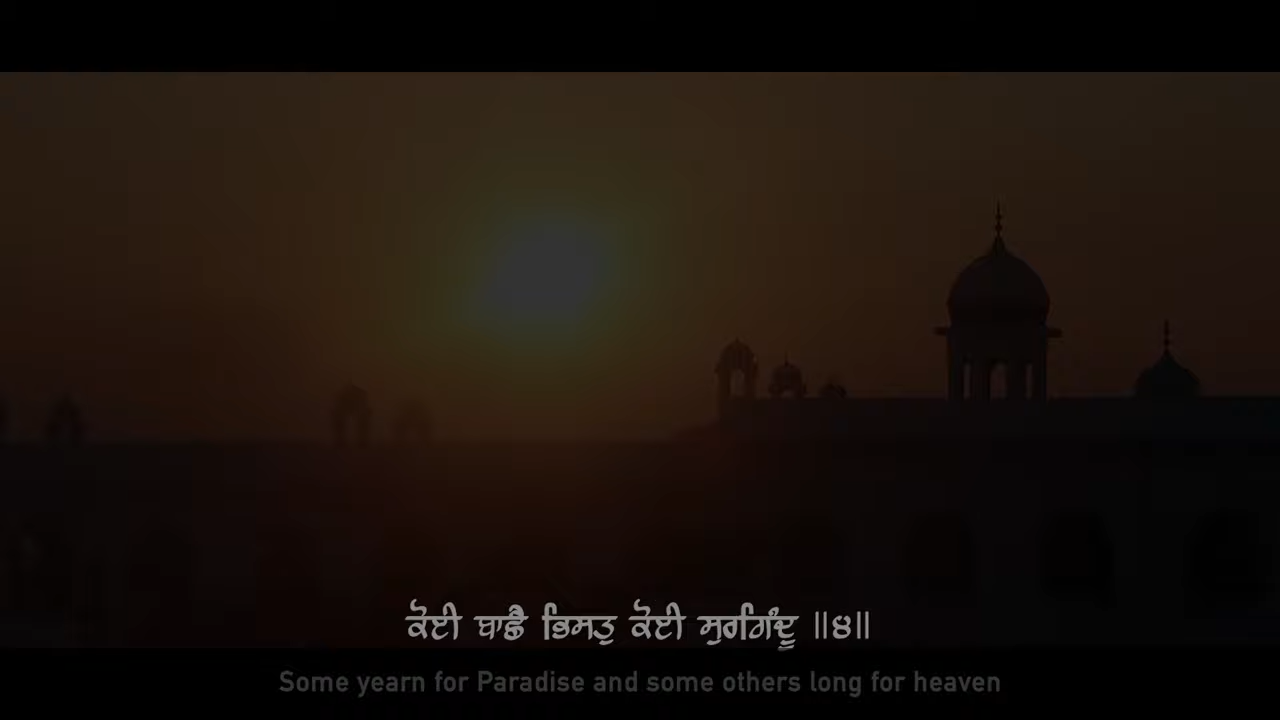 ਕੋਈ ਬਾਛੈ ਭਿਸਤੁ ਕੋਈ ਸੁਰਗਿੰਦੂ ॥੪॥
Some yearn for Paradise and some others long for heaven